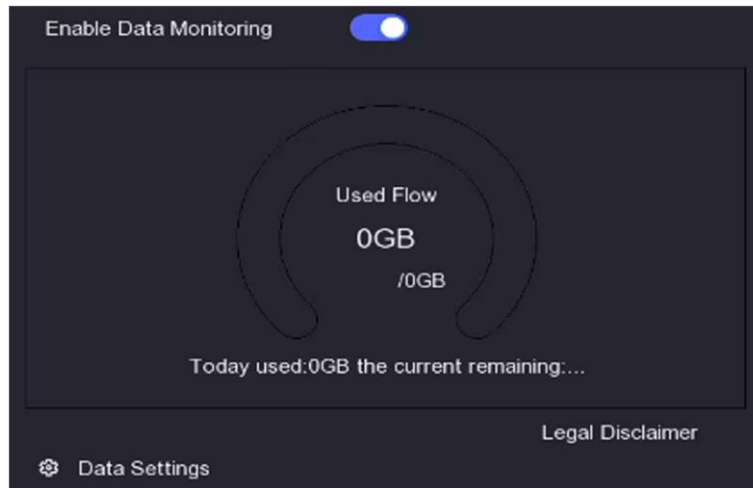 Enable Data Monitoring
Used Flow
0GB
/0GB
Today used:0GB the current remaining:...
Legal Disclaimer
Data Settings